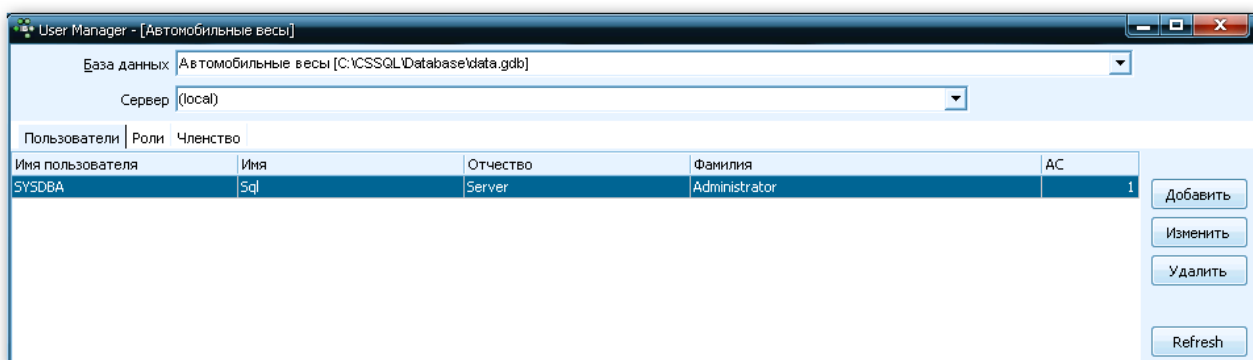 User Manager - [Автомобильные весы]
База данных Автомобильные весы [C:\CSSQL\Database\data.gdb]
Сервер (local)
Пользователи Роли Членство
Имя пользователя Имя Отчество Фамилия AC
SYSDBA Sql Server Administrator 1
Добавить
Изменить
Удалить
Refresh